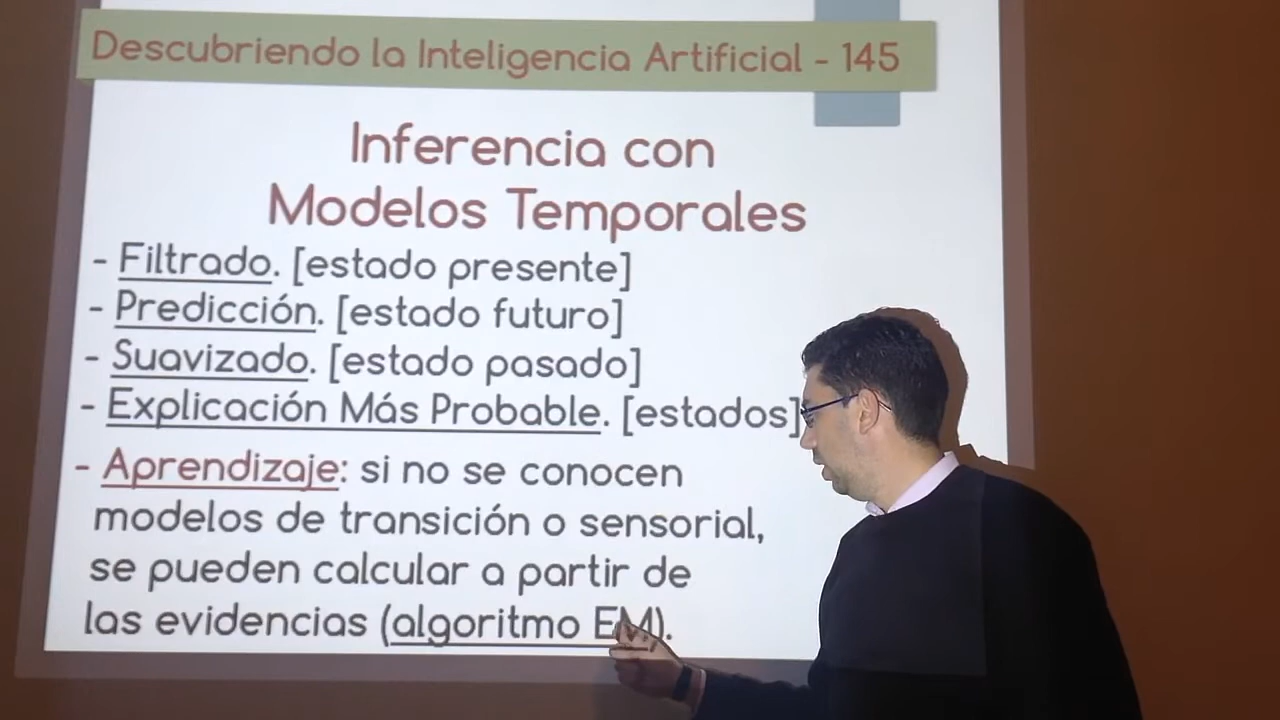 Descubriendo la Inteligencia Artificial - 145
Inferencia con
Modelos Temporales
- Filtrado. [estado presente]
- Predicción. [estado futuro]
- Suavizado. [estado pasado]
- Explicación Más Probable. [estados]
- Aprendizaje: si no se conocen
modelos de transición o sensorial,
se pueden calcular a partir de
las evidencias (algoritmo EM).